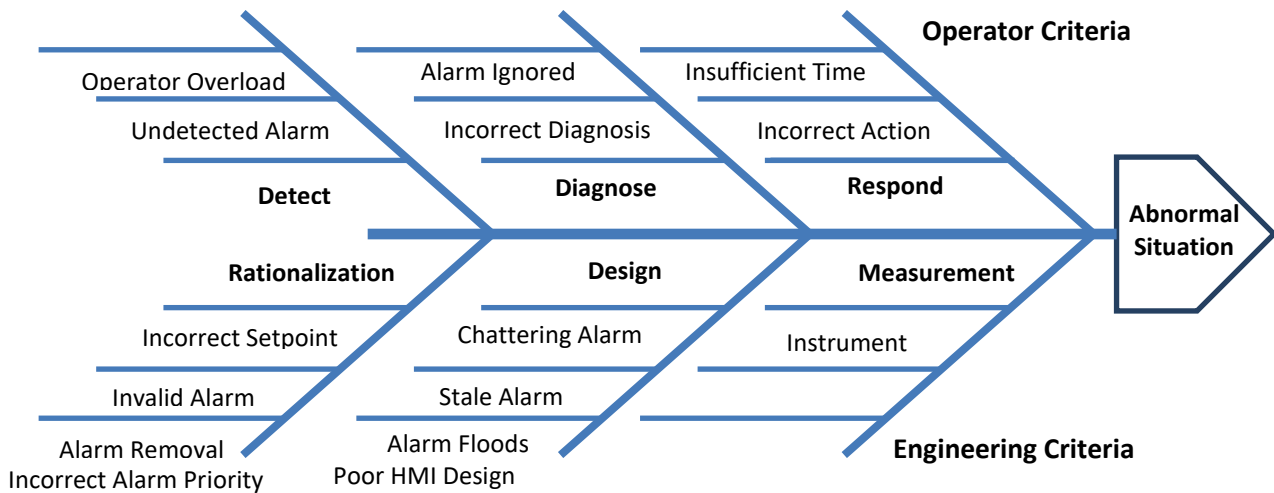 Operator Criteria
Operator Overload
Alarm Ignored
Insufficient Time
Undetected Alarm
Incorrect Diagnosis
Incorrect Action
Detect
Diagnose
Respond
Abnormal
Situation
Rationalization
Design
Measurement
Incorrect Setpoint
Chattering Alarm
Instrument
Invalid Alarm
Stale Alarm
Alarm Removal
Alarm Floods
Engineering Criteria
Incorrect Alarm Priority
Poor HMI Design